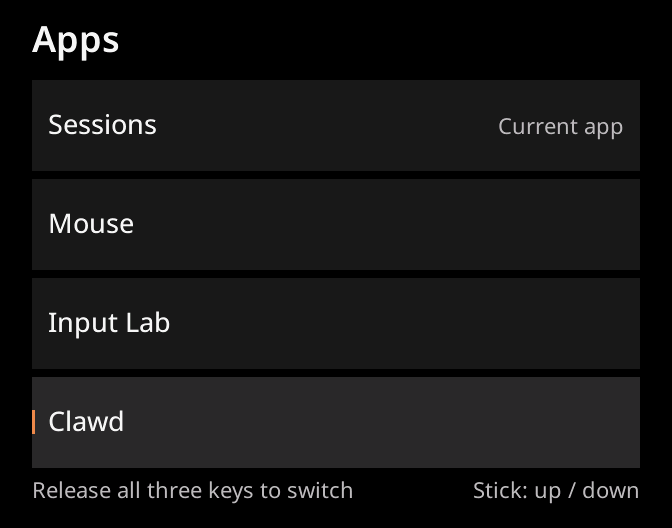 Apps
Sessions Current app
Mouse
Input Lab
Clawd
Release all three keys to switch Stick: up / down